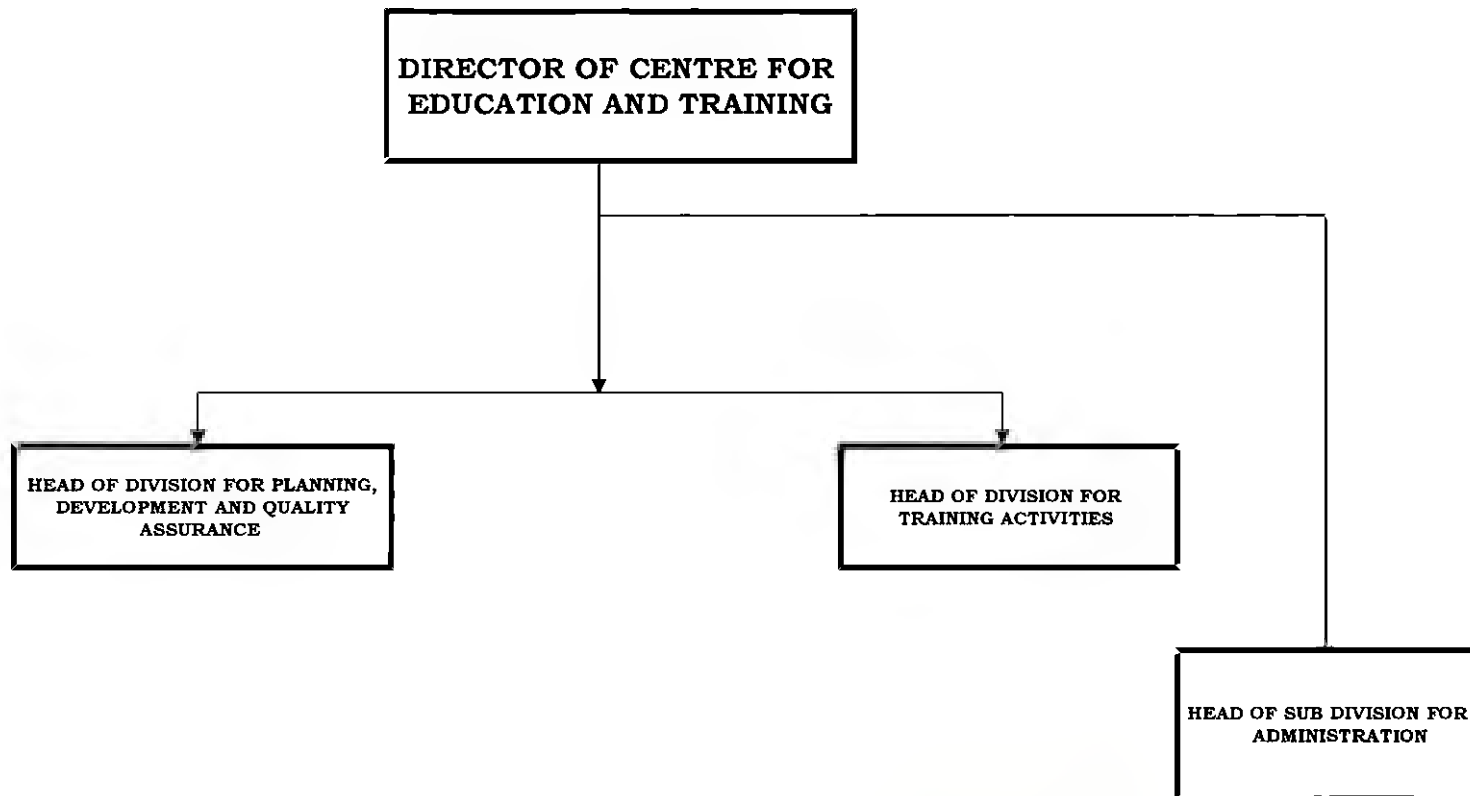 DIRECTOR OF CENTRE FOR
EDUCATION AND TRAINING
HEAD OF DIVISION FOR PLANNING,
DEVELOPMENT AND QUALITY
ASSURANCE
HEAD OF DIVISION FOR
TRAINING ACTIVITIES
HEAD OF SUB DIVISION FOR
ADMINISTRATION